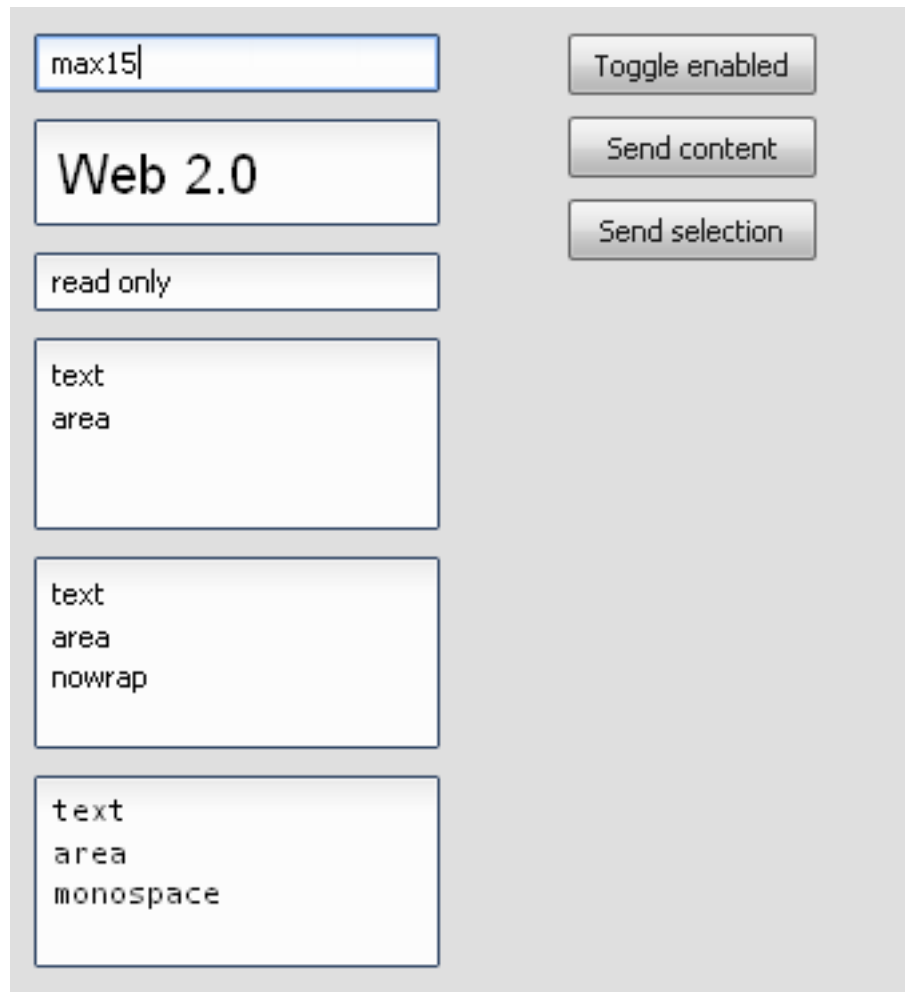 max15
Web 2.0
read only
text
area
text
area
nowrap
text
area
monospace
Toggle enabled
Send content
Send selection